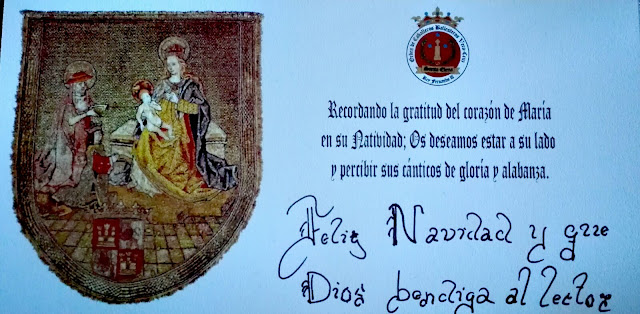 Recordando la gratitud del corazón de María
en su Natividad; Os deseamos estar a su lado
y percibir sus cánticos de gloria y alabanza.
Feliz Navidad y que
Dios bendiga al lector